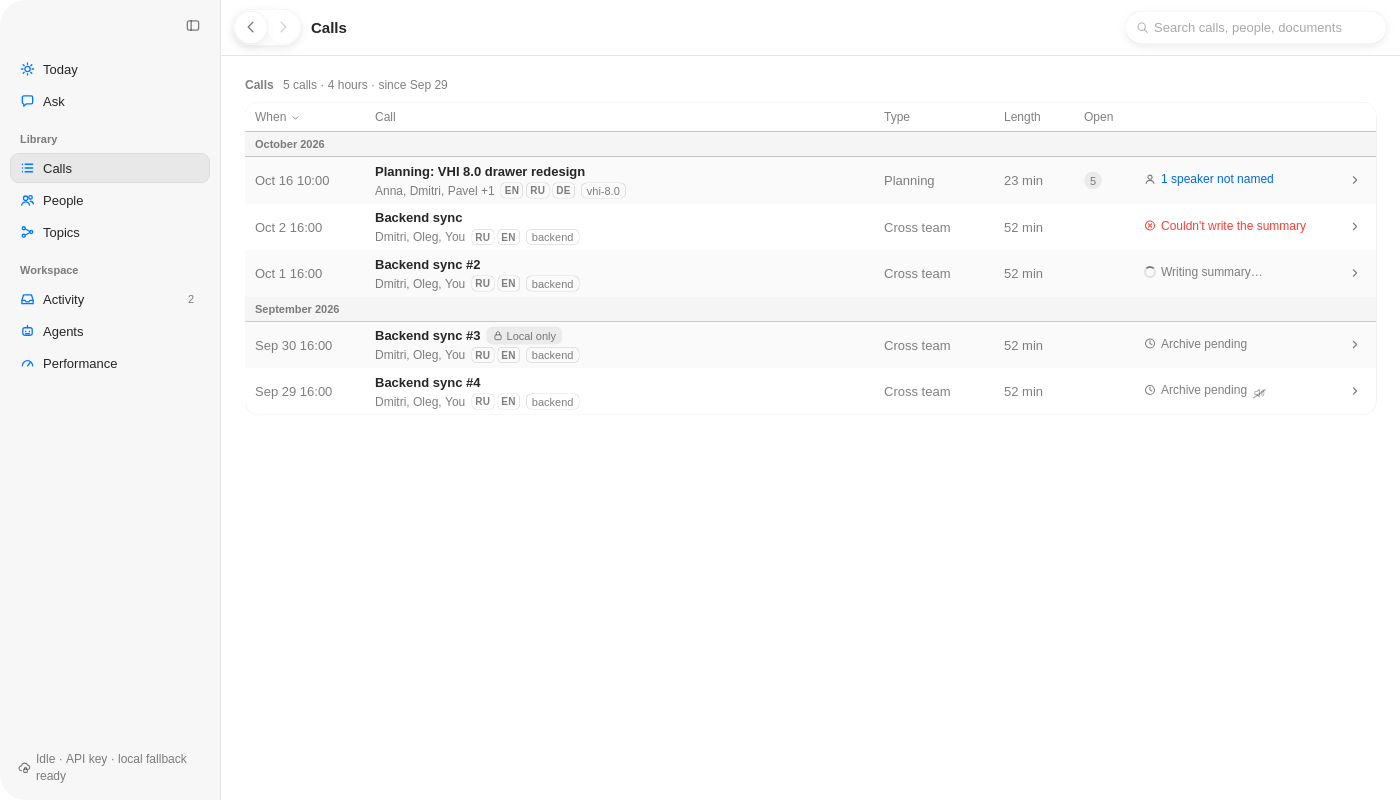 Calls
Search calls, people, documents
Today
Ask
Library
Calls
People
Topics
Workspace
Activity 2
Agents
Performance
Idle · API key · local fallback
ready
Calls 5 calls · 4 hours · since Sep 29
When Call Type Length Open
October 2026
Oct 16 10:00 Planning: VHI 8.0 drawer redesign Planning 23 min 5 1 speaker not named
Anna, Dmitri, Pavel +1 EN RU DE vhi-8.0
Oct 2 16:00 Backend sync Cross team 52 min Couldn't write the summary
Dmitri, Oleg, You RU EN backend
Oct 1 16:00 Backend sync #2 Cross team 52 min Writing summary…
Dmitri, Oleg, You RU EN backend
September 2026
Sep 30 16:00 Backend sync #3 Local only Cross team 52 min Archive pending
Dmitri, Oleg, You RU EN backend
Sep 29 16:00 Backend sync #4 Cross team 52 min Archive pending
Dmitri, Oleg, You RU EN backend